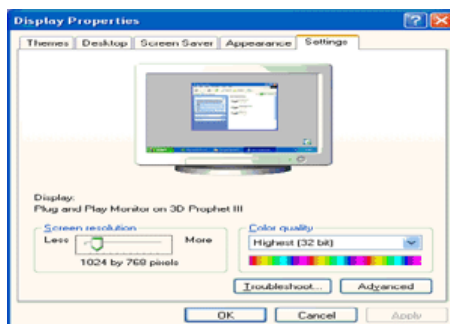 Display Properties
Themes Desktop Screen Saver Appearance Settings
Display:
Plug and Play Monitor on 3D Prophet III
Screen resolution
Less More
1024 by 768 pixels
Color quality
Highest (32 bit)
Troubleshoot... Advanced
OK Cancel Apply